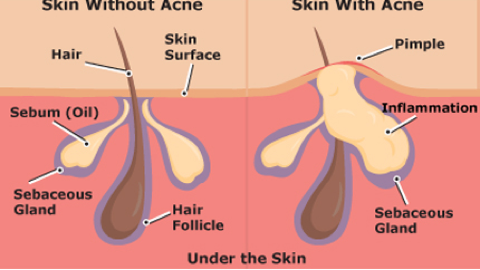 Skin Without Acne
Hair
Skin
Surface
Sebum (Oil)
Sebaceous
Gland
Hair
Follicle
Skin With Acne
Pimple
Inflammation
Sebaceous
Gland
Under the Skin